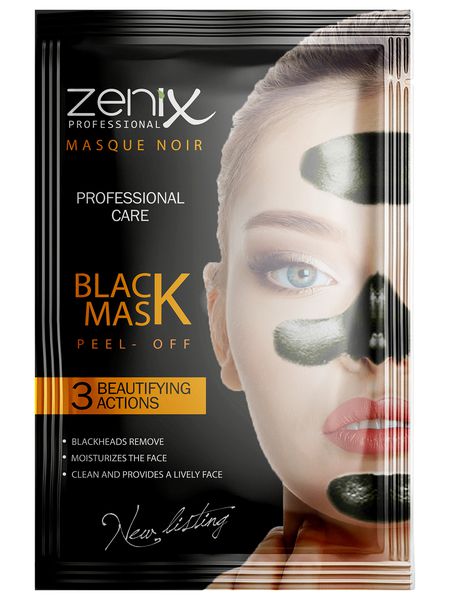 zenix
PROFESSIONAL
MASQUE NOIR
PROFESSIONAL
CARE
BLACK
MASK
PEEL- OFF
3 BEAUTIFYING
ACTIONS
• BLACKHEADS REMOVE
• MOISTURIZES THE FACE
• CLEAN AND PROVIDES A LIVELY FACE
New listing